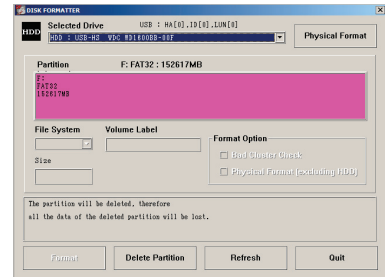 DISK FORMATTER
HDD
Selected Drive
USB : HA[0],ID[0],LUN[0]
HDD : USB-HS WDC WD1600BB-00F
Physical Format
Partition
F: FAT32 : 152617MB
F:
FAT32
152617MB
File System
Volume Label
Size
Format Option
Bad Cluster Check
Physical Format (excluding HDD)
The partition will be deleted, therefore
all the data of the deleted partition will be lost.
Format
Delete Partition
Refresh
Quit